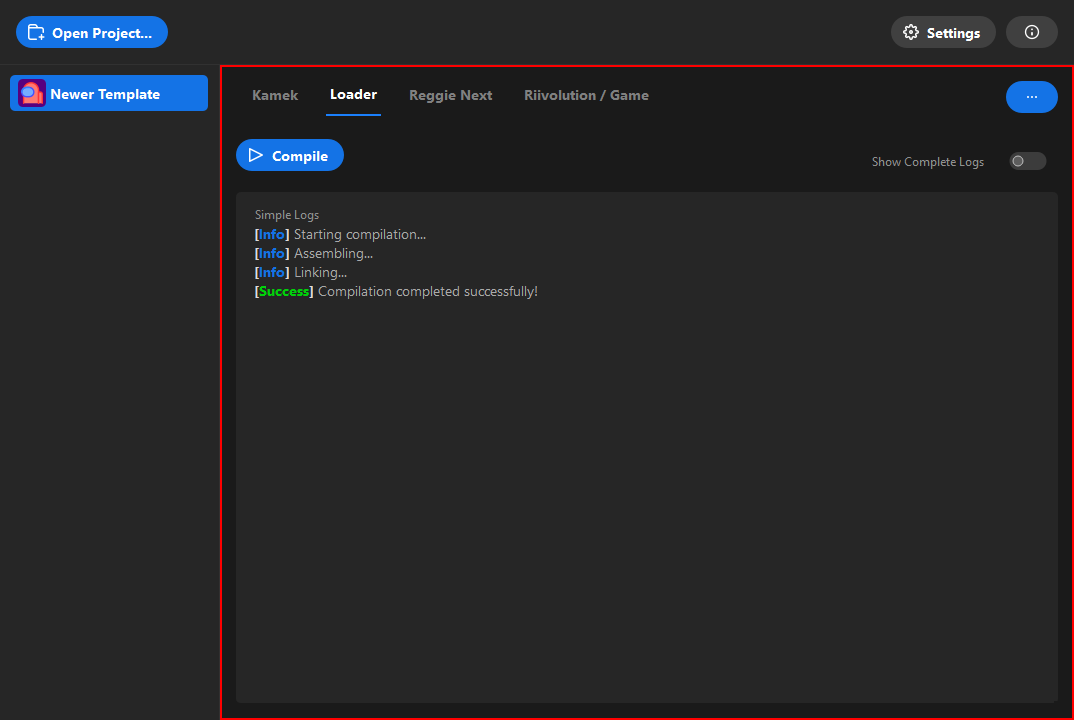 Open Project...
Settings
Newer Template
Kamek
Loader
Reggie Next
Riivolution / Game
...
Compile
Show Complete Logs
Simple Logs
[Info] Starting compilation...
[Info] Assembling...
[Info] Linking...
[Success] Compilation completed successfully!